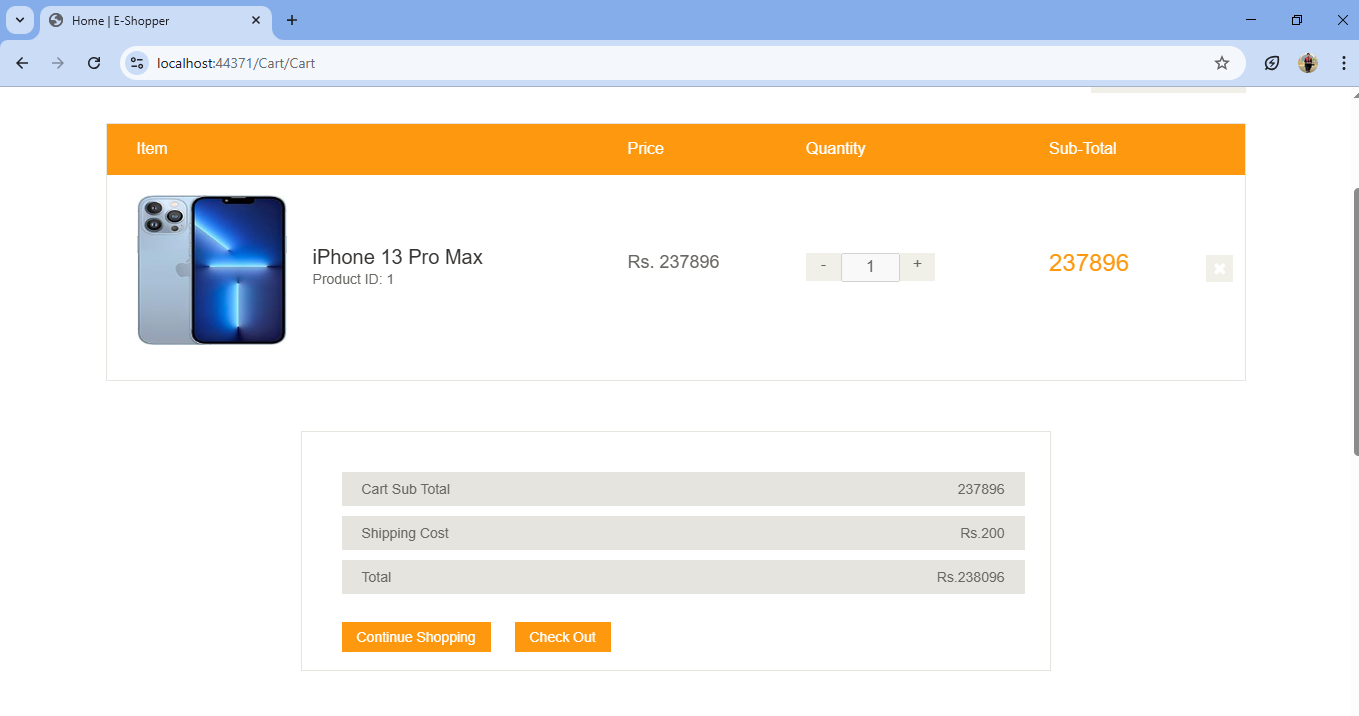 Home | E-Shopper
localhost:44371/Cart/Cart
Item Price Quantity Sub-Total
iPhone 13 Pro Max
Product ID: 1
Rs. 237896
- 1 +
237896
Cart Sub Total 237896
Shipping Cost Rs.200
Total Rs.238096
Continue Shopping Check Out